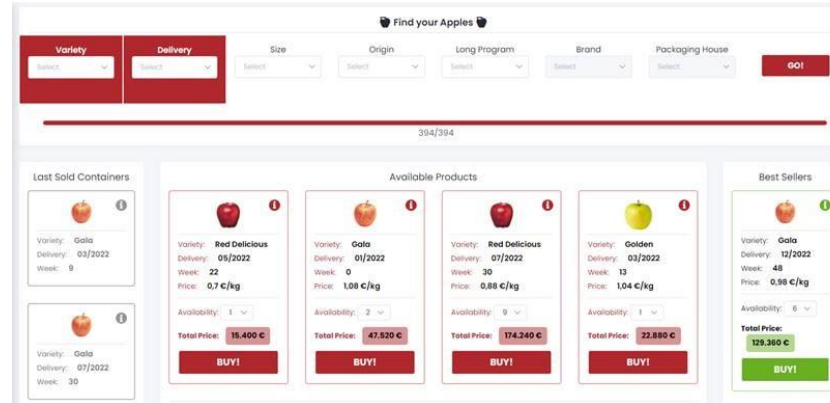 Find your Apples
Variety
Select
Delivery
Select
Size
Select
Origin
Select
Long Program
Select
Brand
Select
Packaging House
Select
GO!
394/394
Last Sold Containers
Variety: Gala
Delivery: 03/2022
Week: 9
Variety: Gala
Delivery: 07/2022
Week: 30
Available Products
Variety: Red Delicious
Delivery: 05/2022
Week: 22
Price: 0,7 €/kg
Availability: 1
Total Price: 15.400 €
BUY!
Variety: Gala
Delivery: 01/2022
Week: 0
Price: 1,08 €/kg
Availability: 2
Total Price: 47.520 €
BUY!
Variety: Red Delicious
Delivery: 07/2022
Week: 30
Price: 0,88 €/kg
Availability: 9
Total Price: 174.240 €
BUY!
Variety: Golden
Delivery: 03/2022
Week: 13
Price: 1,04 €/kg
Availability: 1
Total Price: 22.880 €
BUY!
Best Sellers
Variety: Gala
Delivery: 12/2022
Week: 48
Price: 0,98 €/kg
Availability: 6
Total Price:
129.360 €
BUY!